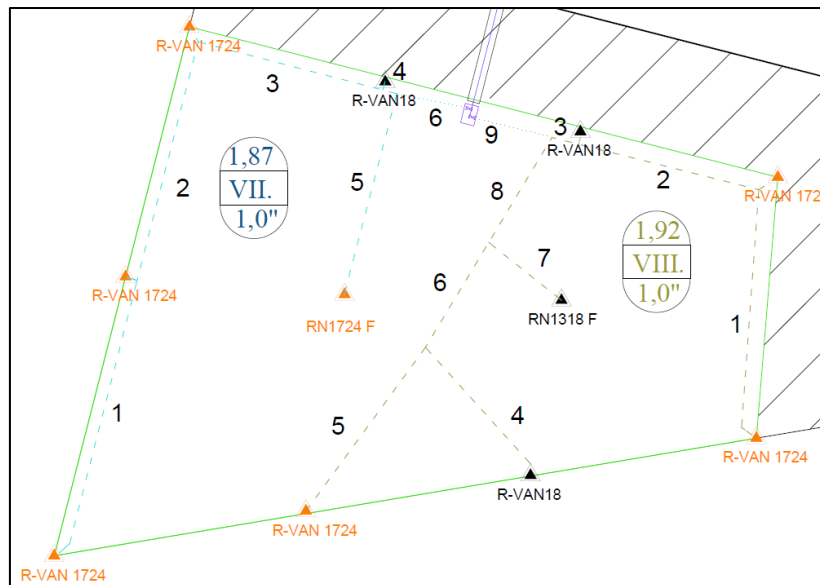 R-VAN 1724
3
4
R-VAN18
6
9
3
R-VAN18
2
R-VAN 172
1,87
VII.
1,0"
2
5
8
1,92
VIII.
1,0"
7
6
R-VAN 1724
RN1724 F
RN1318 F
1
1
5
4
R-VAN 1724
R-VAN18
R-VAN 1724
R-VAN 1724